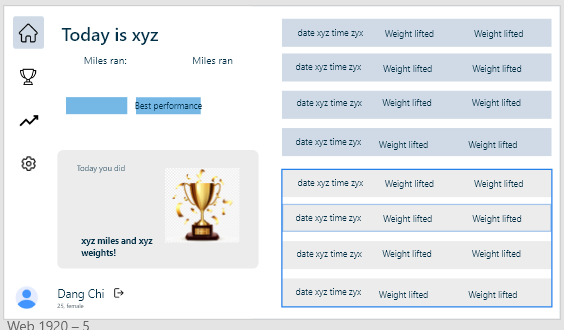 Today is xyz
Miles ran: Miles ran
Best performance
Today you did
xyz miles and xyz
weights!
Dang Chi
25, female
date xyz time zyx Weight lifted Weight lifted
date xyz time zyx Weight lifted Weight lifted
date xyz time zyx Weight lifted Weight lifted
date xyz time zyx Weight lifted Weight lifted
date xyz time zyx Weight lifted Weight lifted
date xyz time zyx Weight lifted Weight lifted
date xyz time zyx Weight lifted Weight lifted
date xyz time zyx Weight lifted Weight lifted
Web 1920 – 5